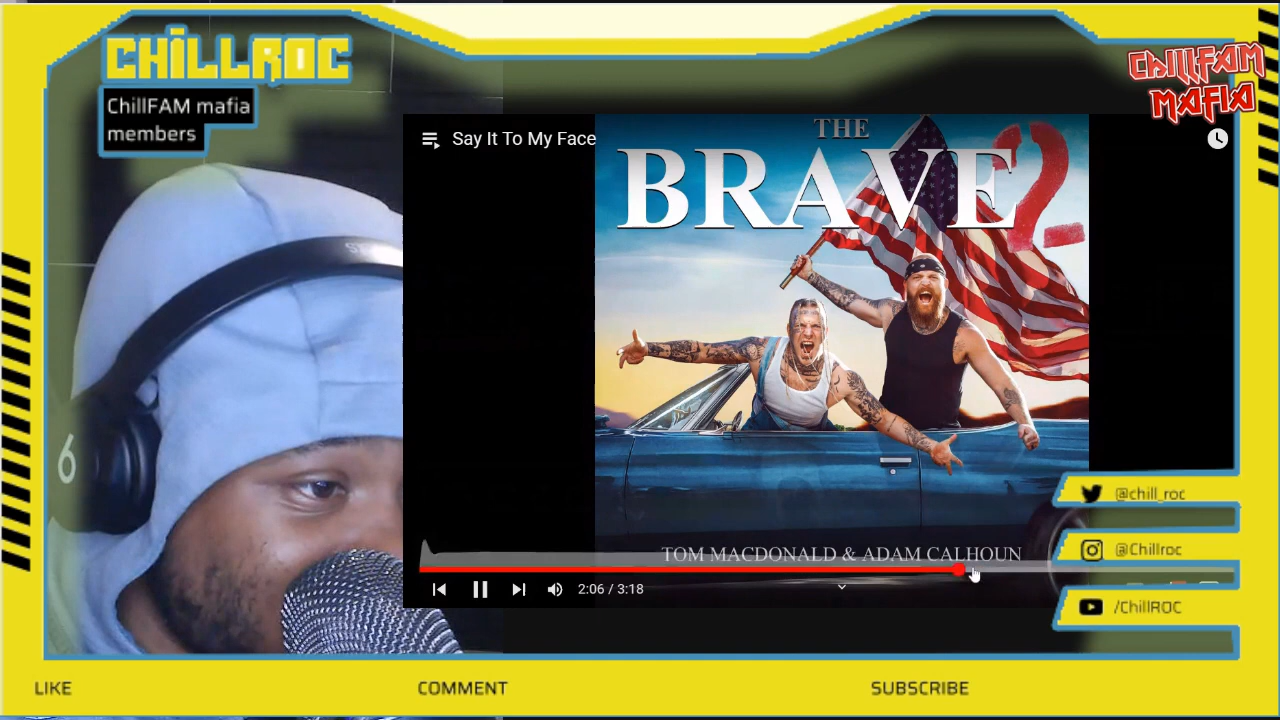 CHILLROC
ChillFAM mafia
members
CHILLFAM
MAFIA
Say It To My Face
THE
BRAVE 2
6
TOM MACDONALD & ADAM CALHOUN
2:06 / 3:18
@chill_roc
@Chillroc
/ChillROC
LIKE
COMMENT
SUBSCRIBE